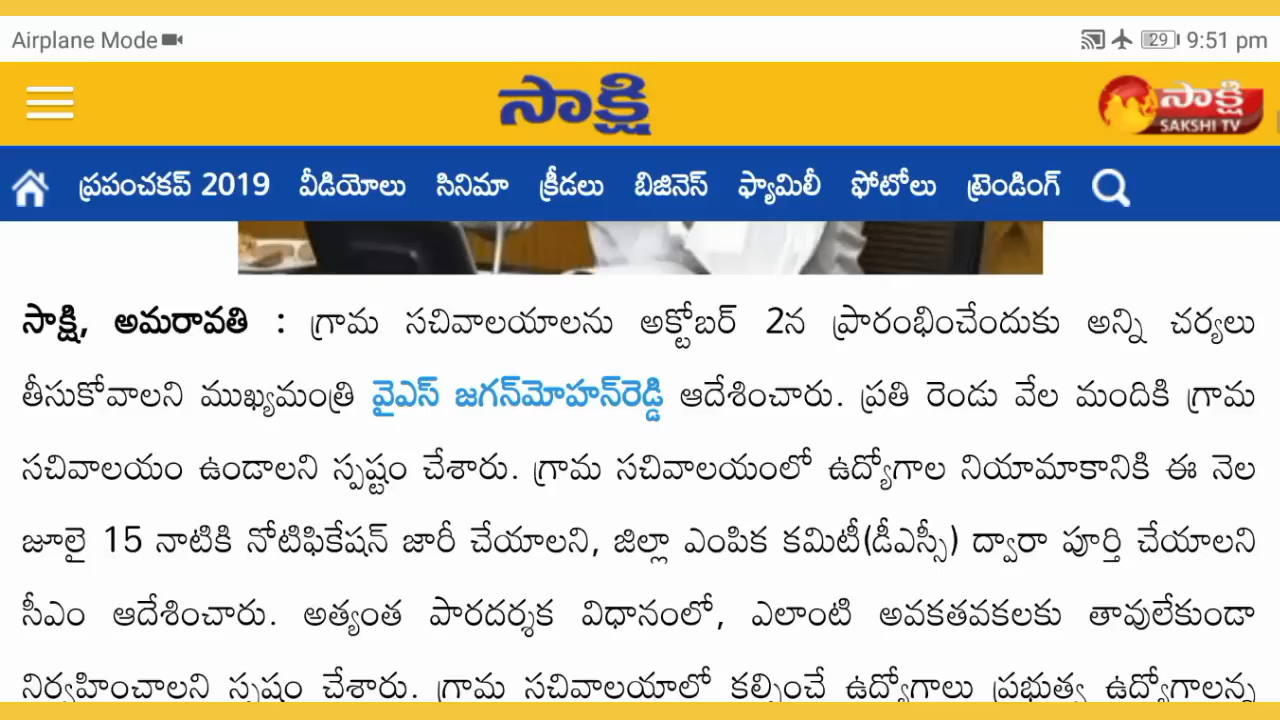 Airplane Mode 29 9:51 pm
సాక్షి సాక్షి
SAKSHI TV
ప్రపంచకప్ 2019 వీడియోలు సినిమా క్రీడలు బిజినెస్ ఫ్యామిలీ ఫోటోలు ట్రెండింగ్
సాక్షి, అమరావతి : గ్రామ సచివాలయాలను అక్టోబర్ 2న ప్రారంభించేందుకు అన్ని చర్యలు
తీసుకోవాలని ముఖ్యమంత్రి వైఎస్ జగన్‌మోహన్‌రెడ్డి ఆదేశించారు. ప్రతి రెండు వేల మందికి గ్రామ
సచివాలయం ఉండాలని స్పష్టం చేశారు. గ్రామ సచివాలయంలో ఉద్యోగాల నియామాకానికి ఈ నెల
జూలై 15 నాటికి నోటిఫికేషన్ జారీ చేయాలని, జిల్లా ఎంపిక కమిటీ(డీఎస్సీ) ద్వారా పూర్తి చేయాలని
సీఎం ఆదేశించారు. అత్యంత పారదర్శక విధానంలో, ఎలాంటి అవకతవకలకు తావులేకుండా
నిర్వహించాలని స్పష్టం చేశారు. గ్రామ సచివాలయాలో కల్పించే ఉద్యోగాలు ప్రభుత్వ ఉద్యోగాలన్న